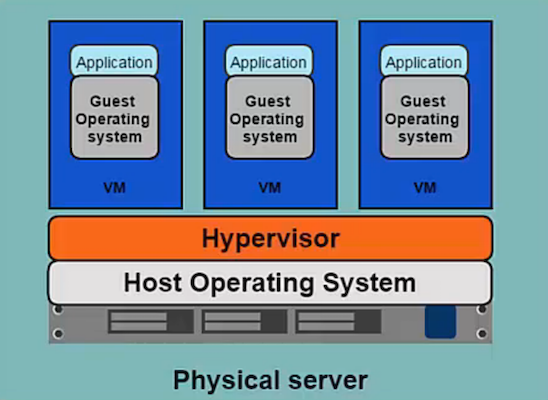 Application
Guest
Operating
system
VM
Application
Guest
Operating
system
VM
Application
Guest
Operating
system
VM
Hypervisor
Host Operating System
Physical server